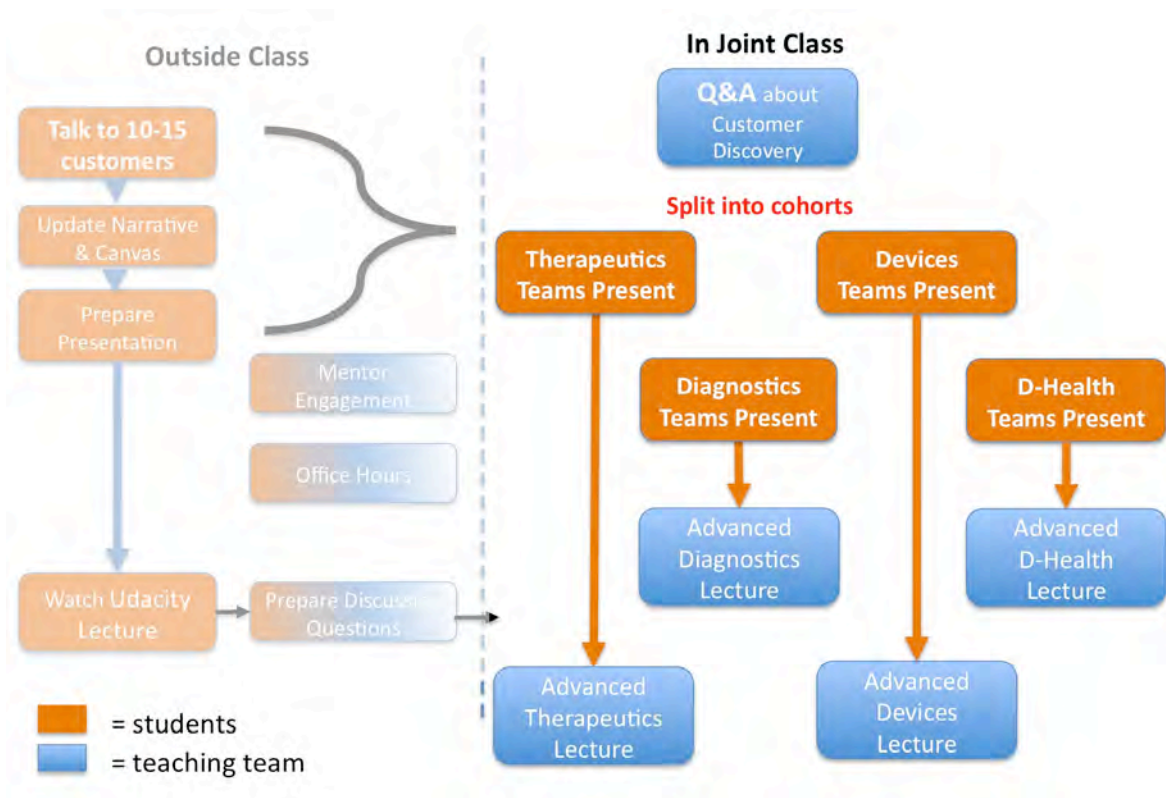 Outside Class
Talk to 10-15
customers
Update Narrative
& Canvas
Prepare
Presentation
Mentor
Engagement
Office Hours
Watch Udacity
Lecture
Prepare Discussion
Questions
In Joint Class
Q&A about
Customer
Discovery
Split into cohorts
Therapeutics
Teams Present
Devices
Teams Present
Diagnostics
Teams Present
D-Health
Teams Present
Advanced
Diagnostics
Lecture
Advanced
D-Health
Lecture
Advanced
Therapeutics
Lecture
Advanced
Devices
Lecture
= students
= teaching team